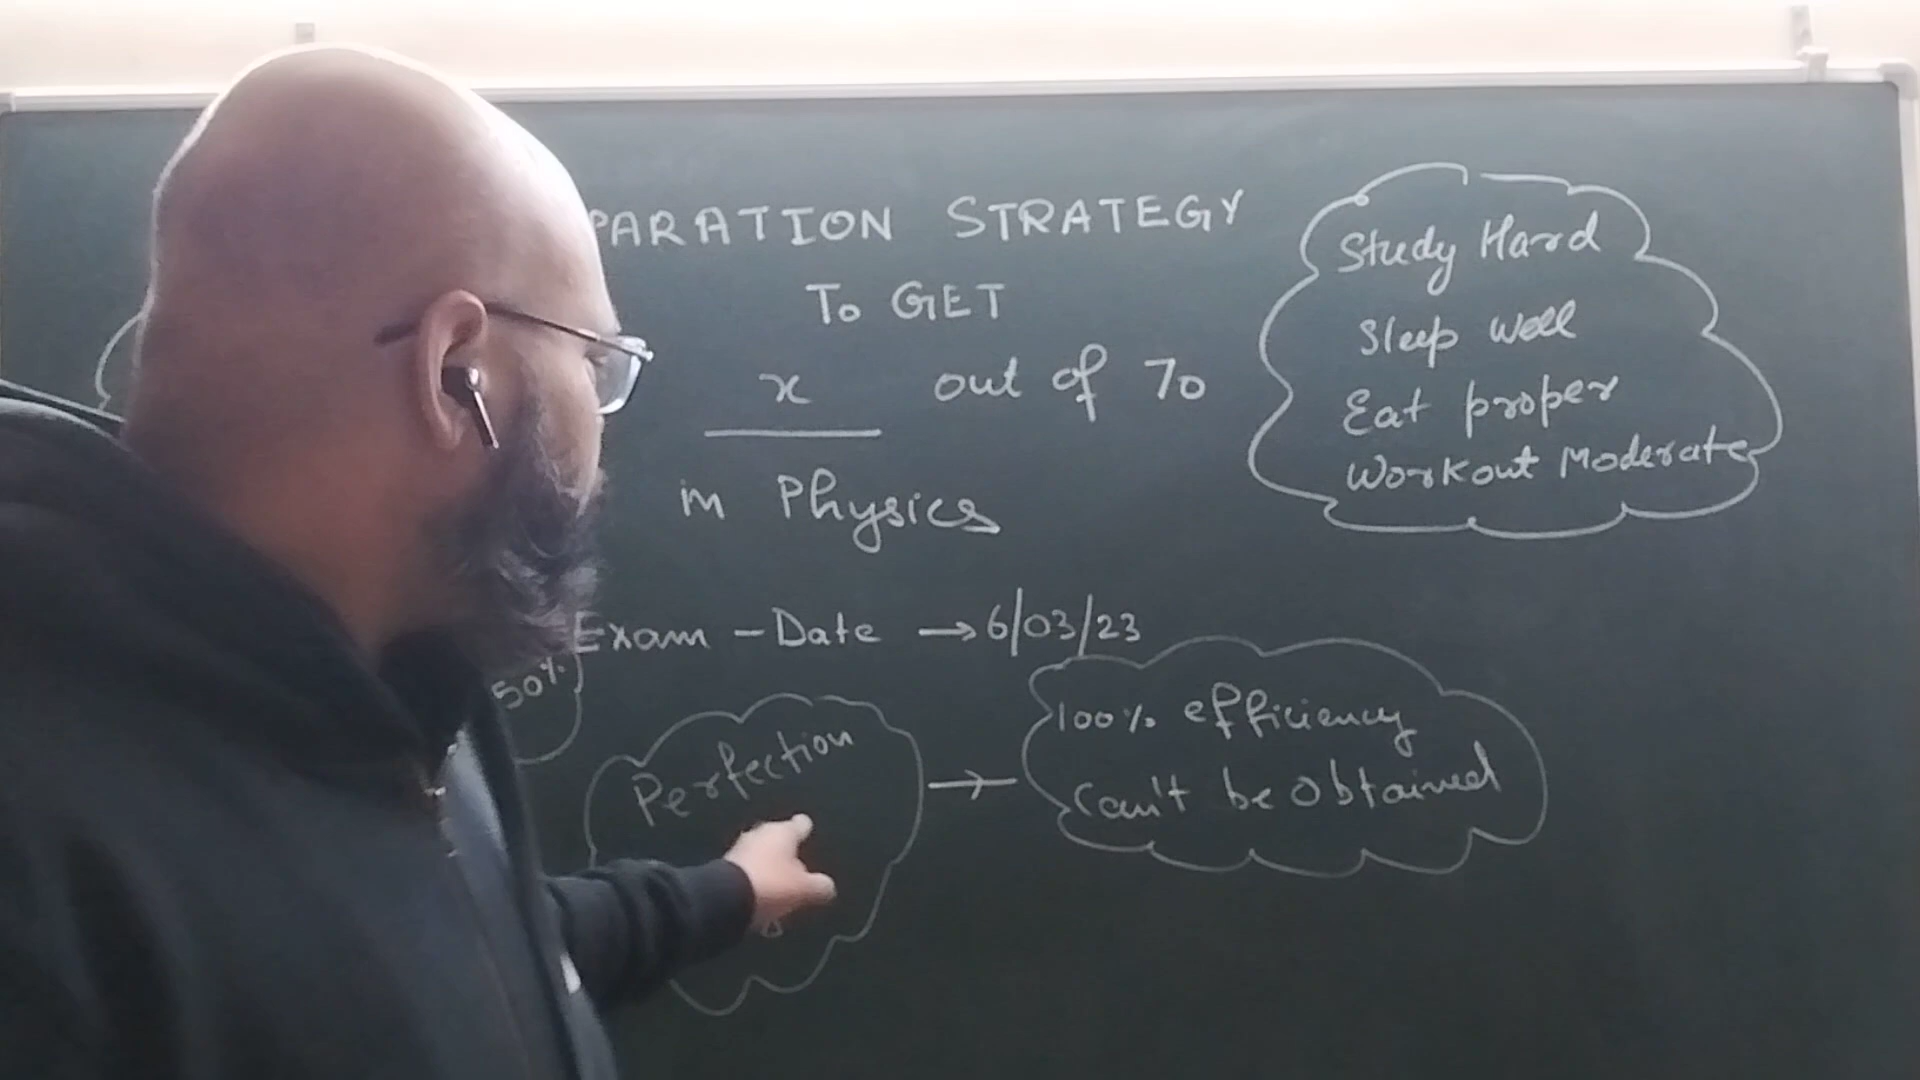 PARATION STRATEGY
To GET
x out of 70
in Physics
Study Hard
Sleep well
Eat proper
Workout Moderate
Exam - Date → 6/03/23
50%
Perfection →
100% efficiency
Can't be obtained